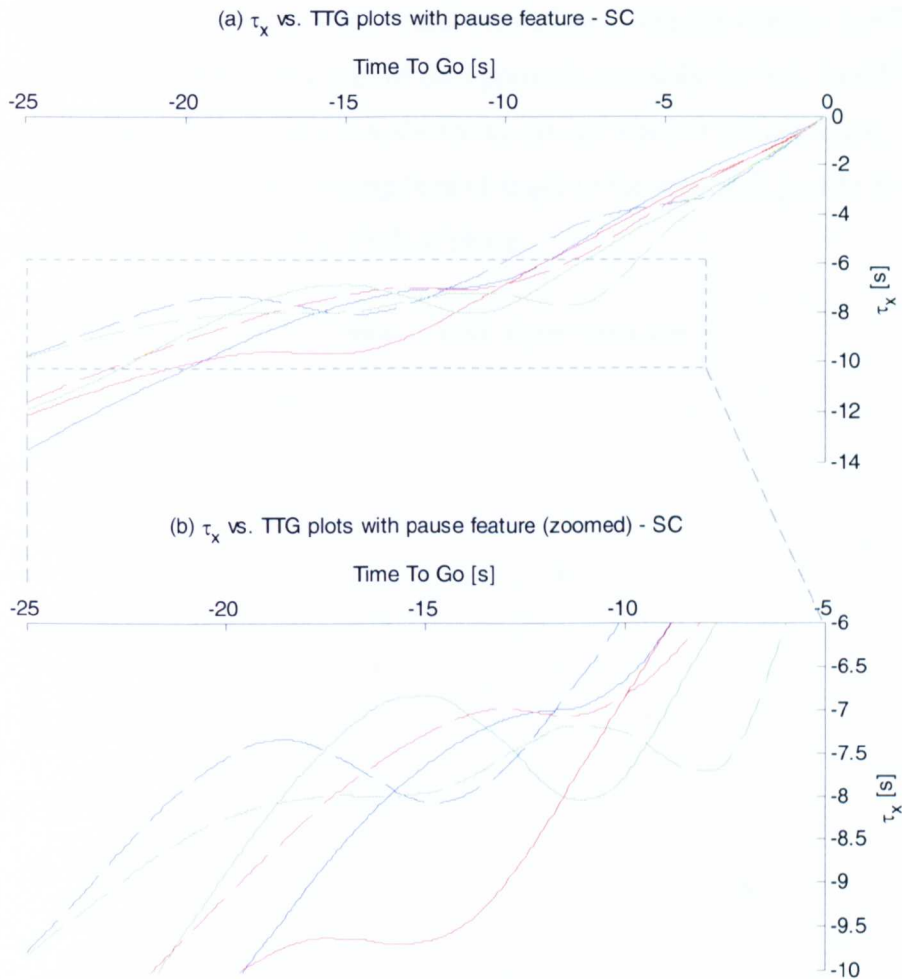 (a) τx vs. TTG plots with pause feature - SC
Time To Go [s]
-25 -20 -15 -10 -5 0
0
-2
-4
-6
-8
-10
-12
-14
τx [s]
(b) τx vs. TTG plots with pause feature (zoomed) - SC
Time To Go [s]
-25 -20 -15 -10 -5
-6
-6.5
-7
-7.5
-8
-8.5
-9
-9.5
-10
τx [s]